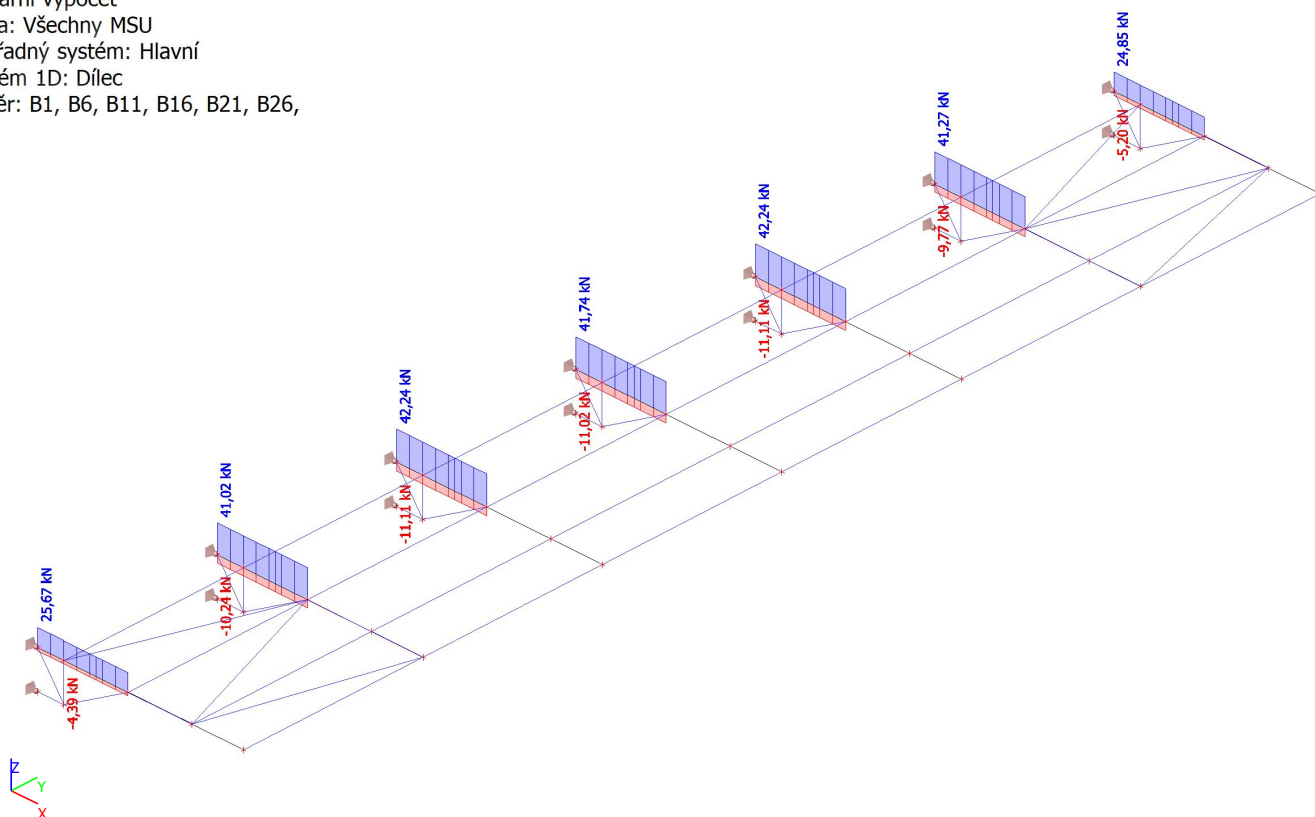 ární výpočet
a: Všechny MSU
řadný systém: Hlavní
ém 1D: Dílec
ěr: B1, B6, B11, B16, B21, B26,
24,85 kN
-5,20 kN
41,27 kN
-9,77 kN
42,24 kN
-11,11 kN
41,74 kN
-11,02 kN
42,24 kN
-11,11 kN
41,02 kN
-10,24 kN
25,67 kN
-4,39 kN
Z
Y
X